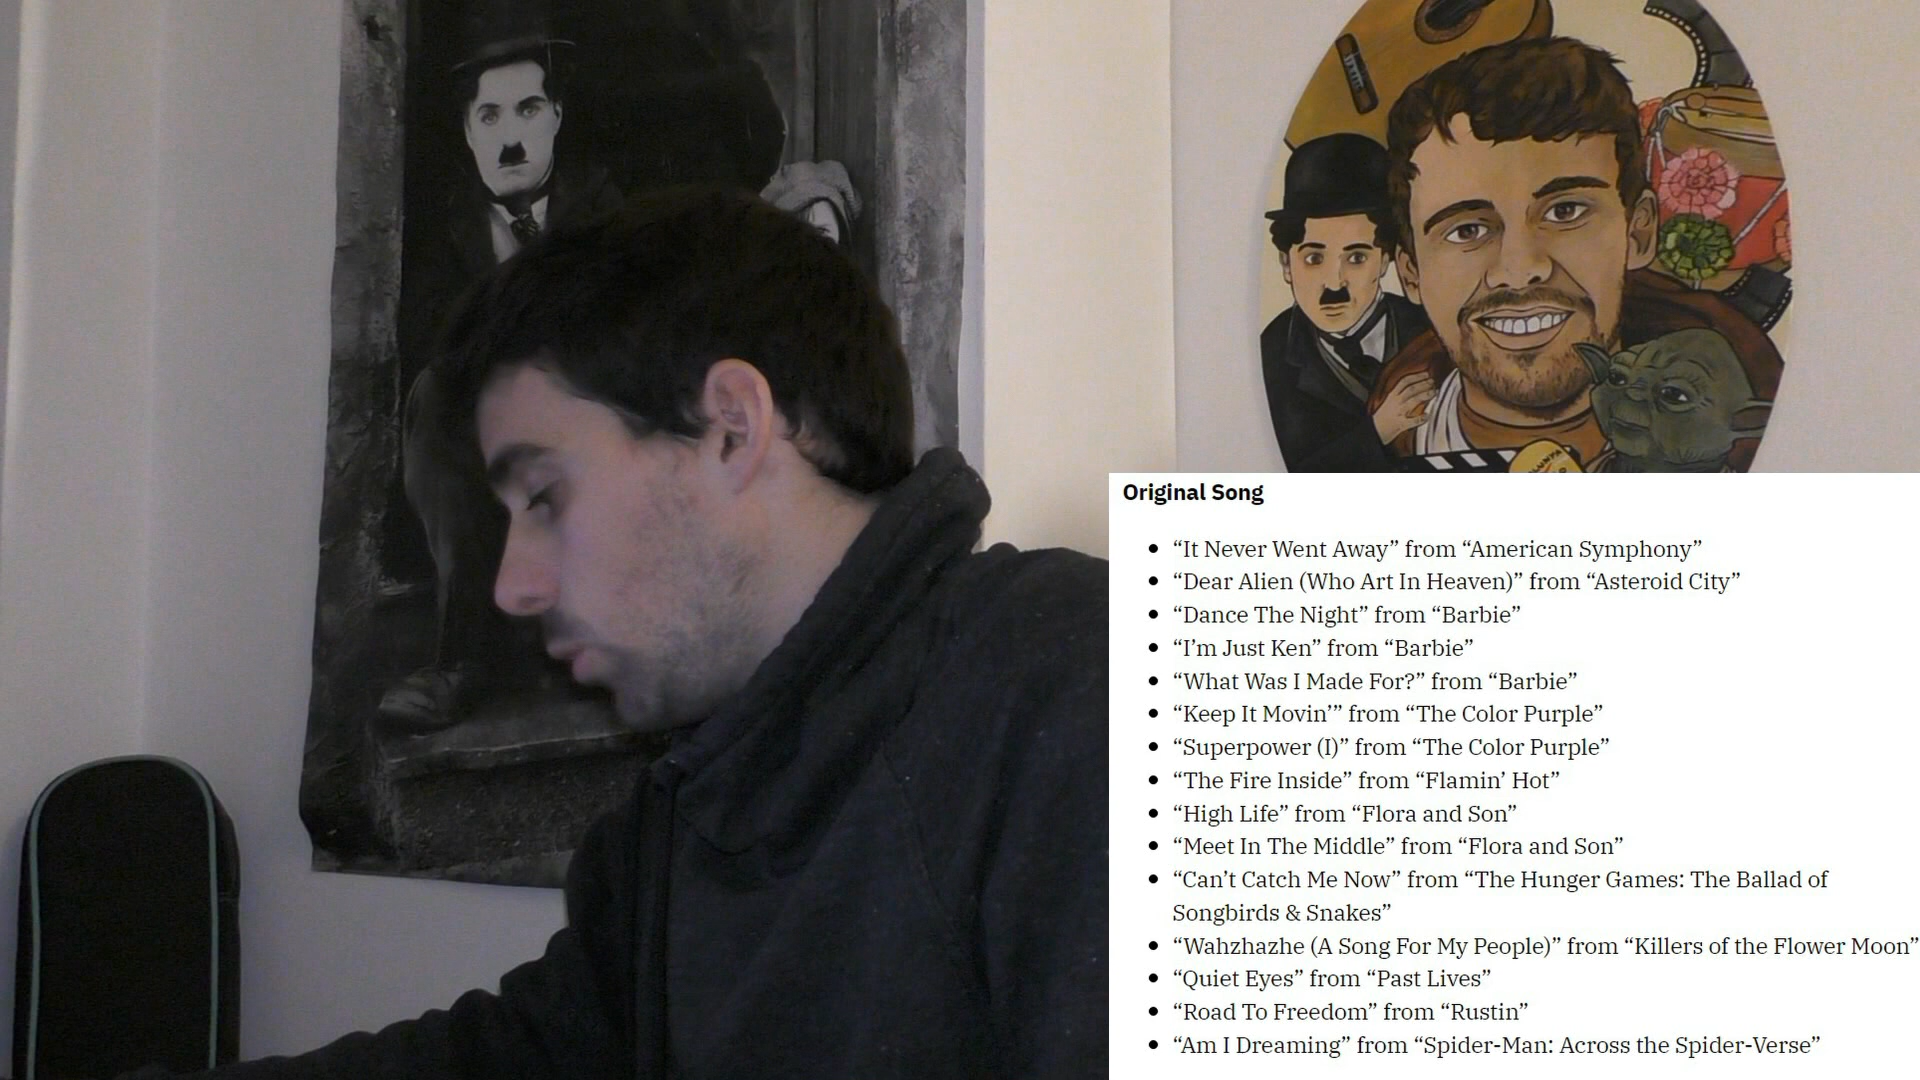 Original Song
“It Never Went Away” from “American Symphony”
“Dear Alien (Who Art In Heaven)” from “Asteroid City”
“Dance The Night” from “Barbie”
“I’m Just Ken” from “Barbie”
“What Was I Made For?” from “Barbie”
“Keep It Movin’” from “The Color Purple”
“Superpower (I)” from “The Color Purple”
“The Fire Inside” from “Flamin’ Hot”
“High Life” from “Flora and Son”
“Meet In The Middle” from “Flora and Son”
“Can’t Catch Me Now” from “The Hunger Games: The Ballad of
Songbirds & Snakes”
“Wahzhazhe (A Song For My People)” from “Killers of the Flower Moon”
“Quiet Eyes” from “Past Lives”
“Road To Freedom” from “Rustin”
“Am I Dreaming” from “Spider-Man: Across the Spider-Verse”